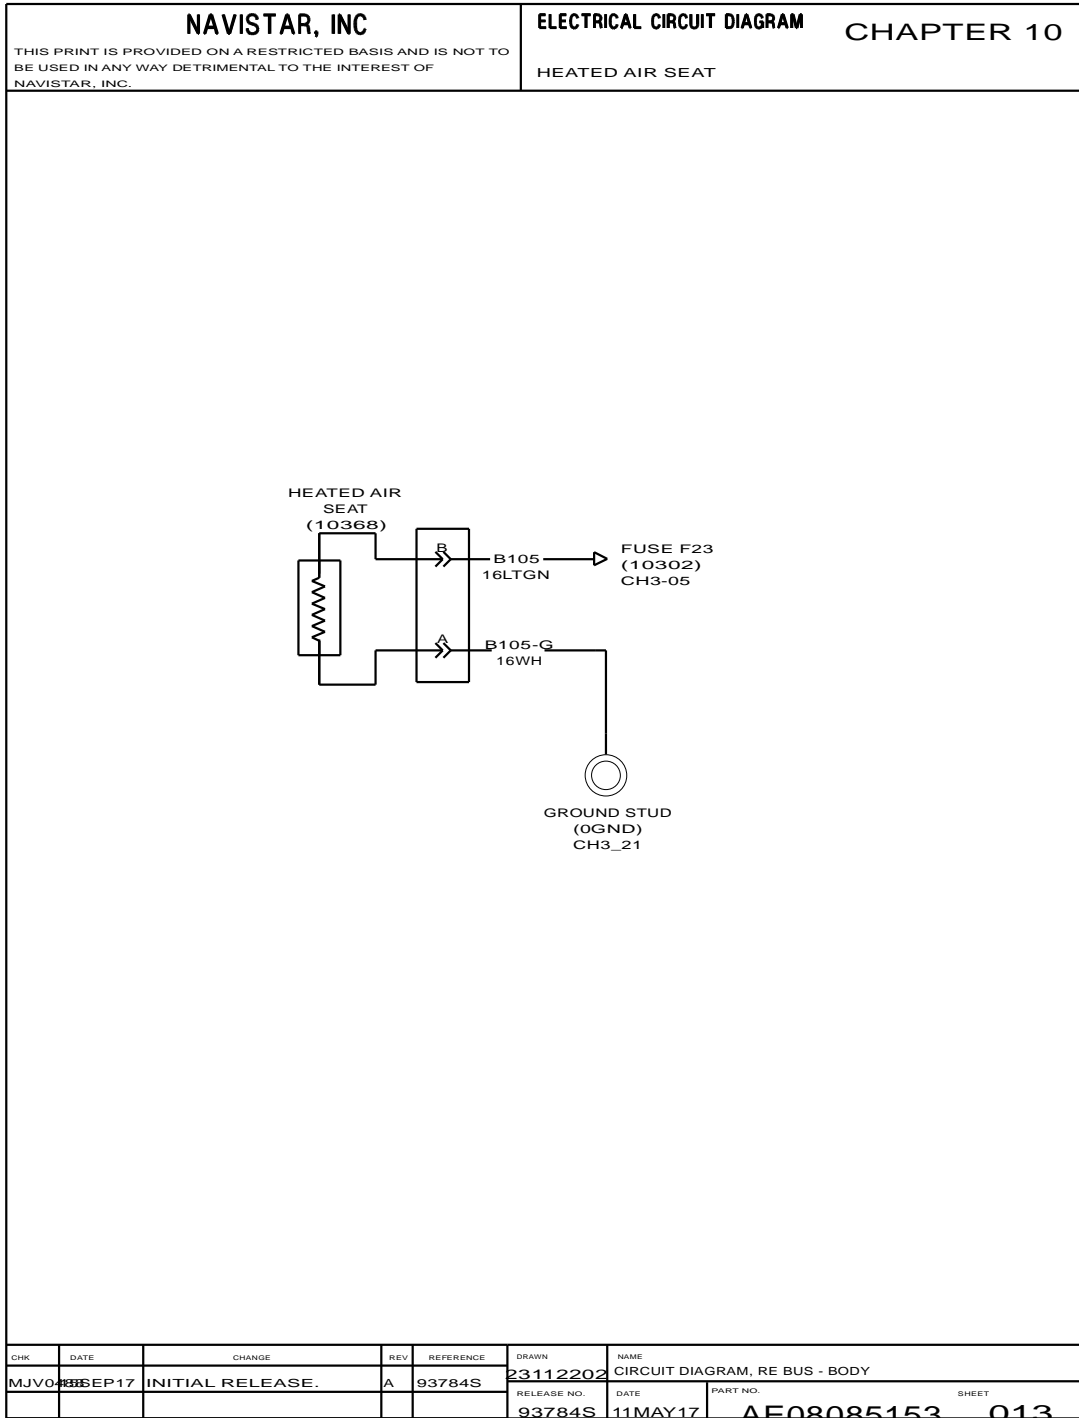 NAVISTAR, INC
THIS PRINT IS PROVIDED ON A RESTRICTED BASIS AND IS NOT TO
BE USED IN ANY WAY DETRIMENTAL TO THE INTEREST OF
NAVISTAR, INC.
ELECTRICAL CIRCUIT DIAGRAM
CHAPTER 10
HEATED AIR SEAT
HEATED AIR
SEAT
(10368)
B
B105
16LTGN
FUSE F23
(10302)
CH3-05
A
B105-G
16WH
GROUND STUD
(0GND)
CH3_21
CHK DATE CHANGE REV REFERENCE
INITIAL RELEASE. A 93784S
DRAWN
23112202
NAME
CIRCUIT DIAGRAM, RE BUS - BODY
RELEASE NO.
93784S
DATE
11MAY17
PART NO.
AE08085153
SHEET
013